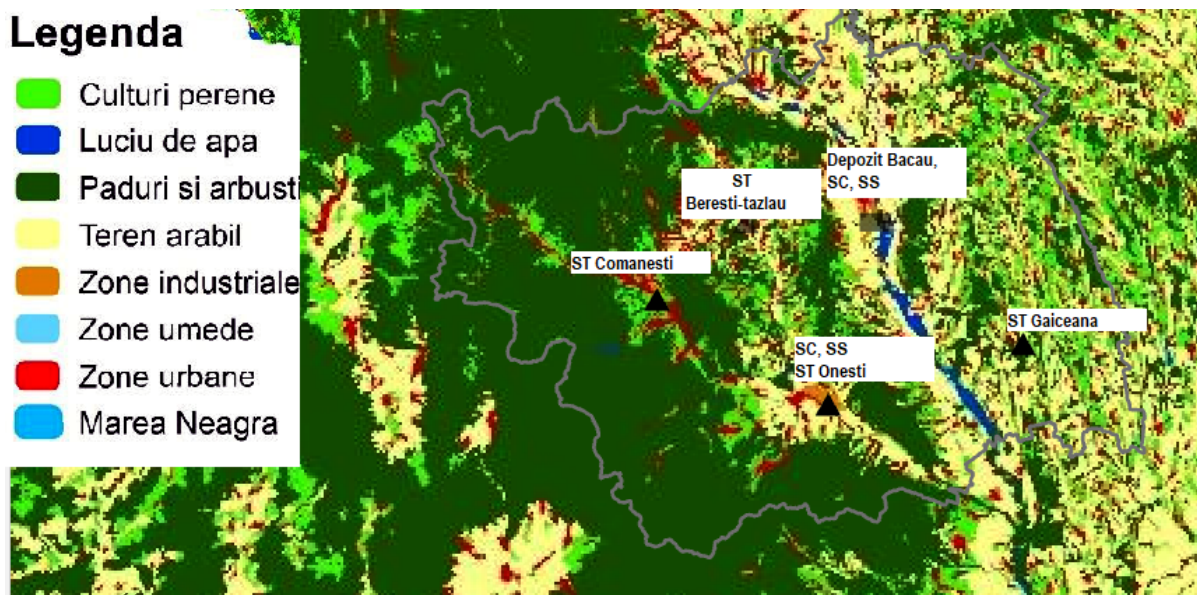 Legenda
Culturi perene
Luciu de apa
Paduri si arbusti
Teren arabil
Zone industriale
Zone umede
Zone urbane
Marea Neagra
Depozit Bacau,
SC, SS
ST
Beresti-tazlau
ST Comanesti
ST Gaiceana
SC, SS
ST Onesti